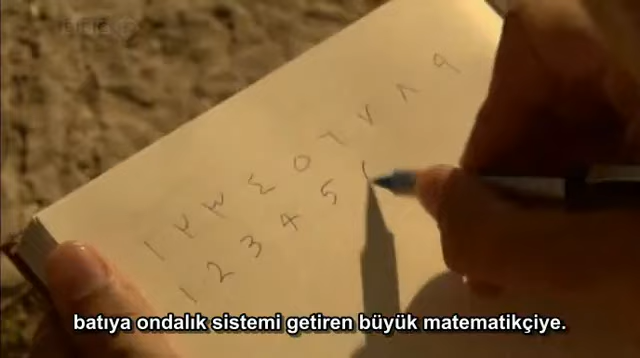 ١ ٢ ٣ ٤ ٥ ٦ ٧ ٨ ٩
1 2 3 4 5
batıya ondalık sistemi getiren büyük matematikçiye.